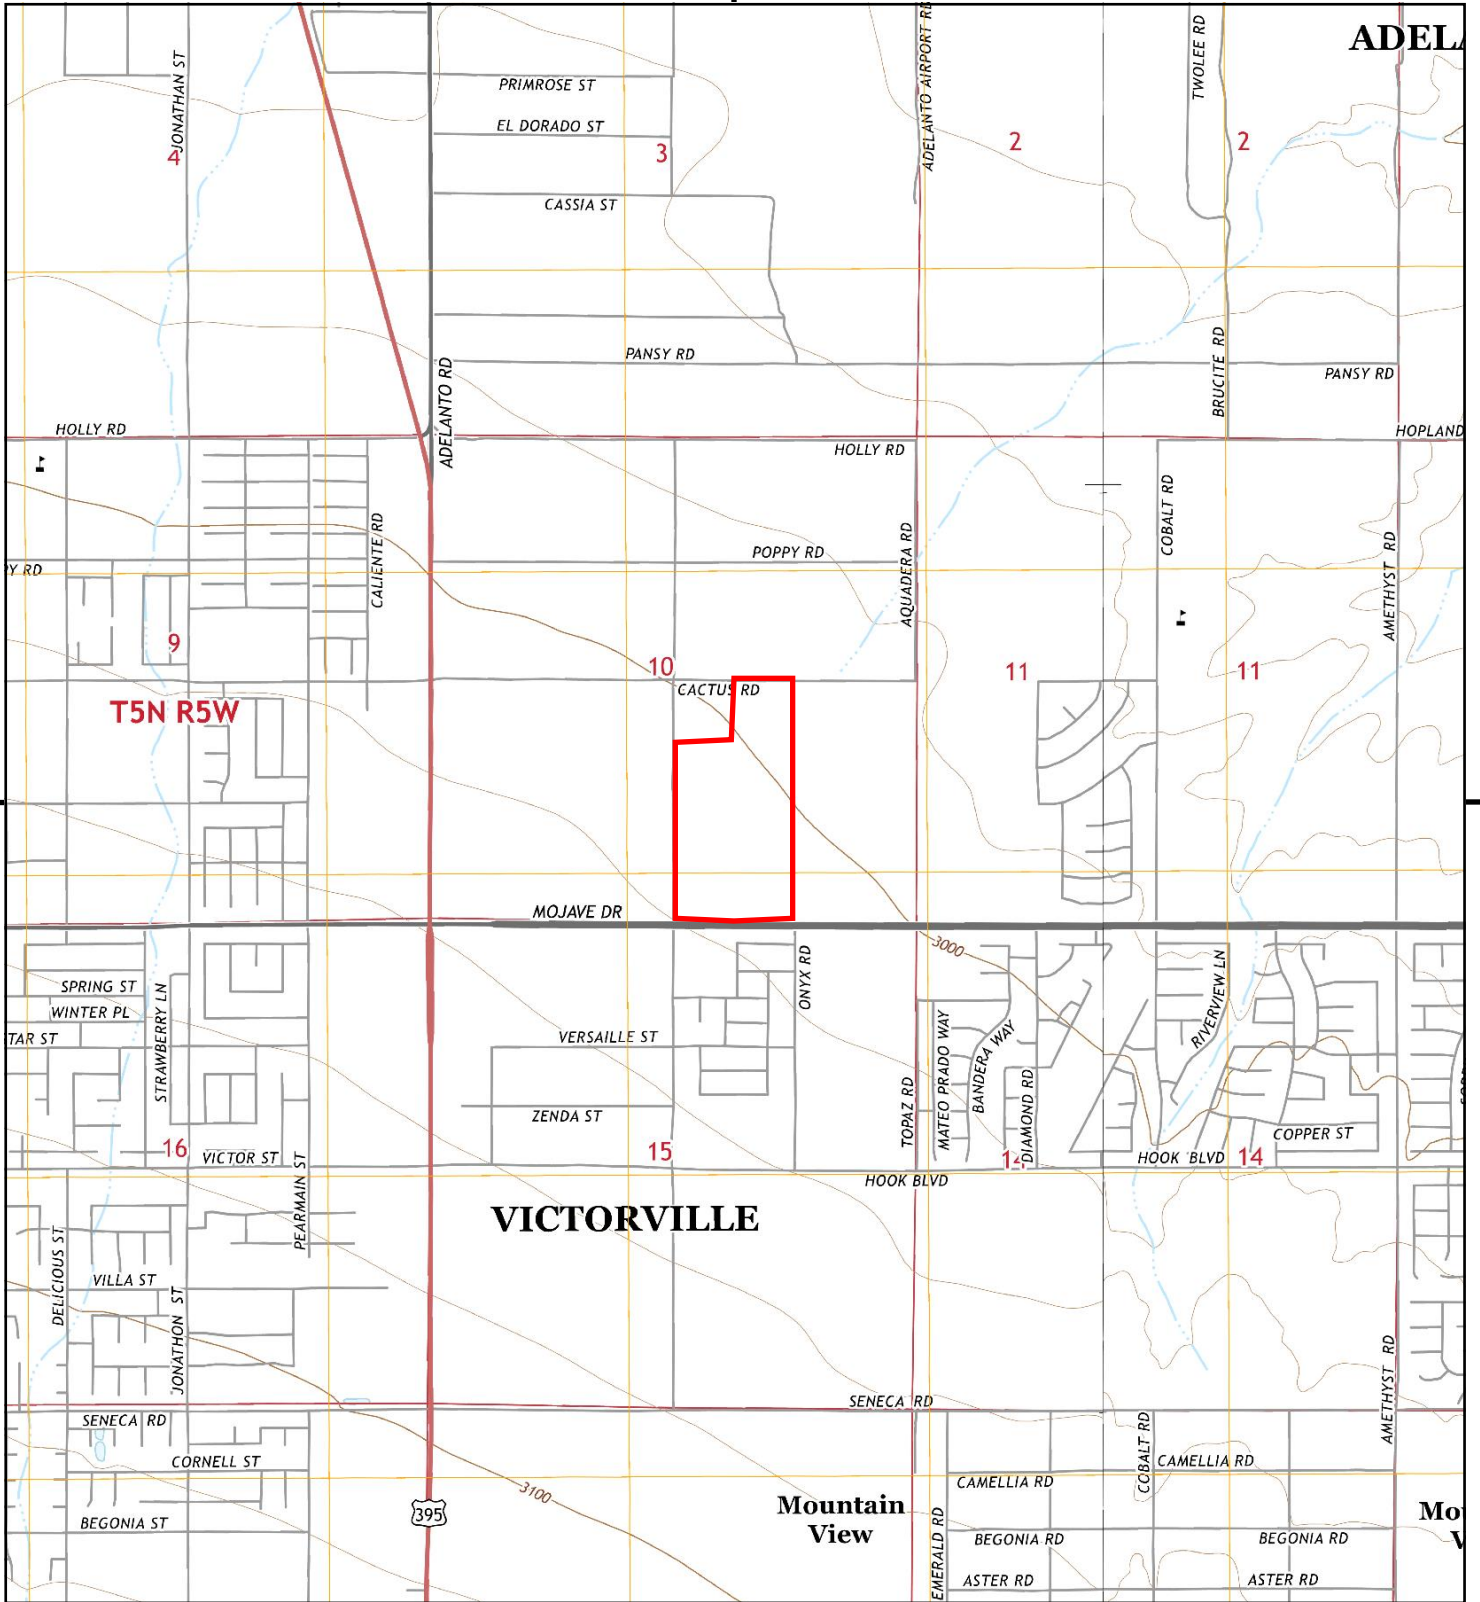 ADEL
JONATHAN ST
PRIMROSE ST
EL DORADO ST
CASSIA ST
ADELANTO AIRPORT RD
TWOLEE RD
4
3
2
2
PANSY RD
PANSY RD
BRUCITE RD
ADELANTO RD
HOLLY RD
HOLLY RD
HOPLAND
CALIENTE RD
POPPY RD
AQUADERA RD
COBALT RD
AMETHYST RD
Y RD
9
10
11
11
CACTUS RD
T5N R5W
MOJAVE DR
3000
SPRING ST
WINTER PL
TAR ST
STRAWBERRY LN
ONYX RD
VERSAILLE ST
ZENDA ST
TOPAZ RD
MATEO PRADO WAY
BANDERA WAY
DIAMOND RD
RIVERVIEW LN
COPPER ST
16
VICTOR ST
15
14
HOOK BLVD
14
HOOK BLVD
PEARMAIN ST
VICTORVILLE
DELICIOUS ST
VILLA ST
JONATHON ST
SENECA RD
AMETHYST RD
SENECA RD
CORNELL ST
BEGONIA ST
395
3100
Mountain
View
EMERALD RD
COBALT RD
CAMELLIA RD
CAMELLIA RD
BEGONIA RD
BEGONIA RD
ASTER RD
ASTER RD
Mou
V